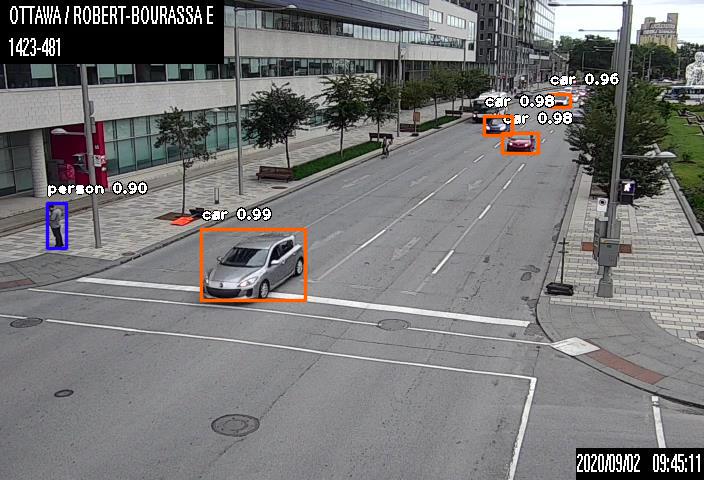 OTTAWA / ROBERT-BOURASSA E
1423-481
car 0.96
car 0.98
car 0.98
person 0.90
car 0.99
2020/09/02 09:45:11